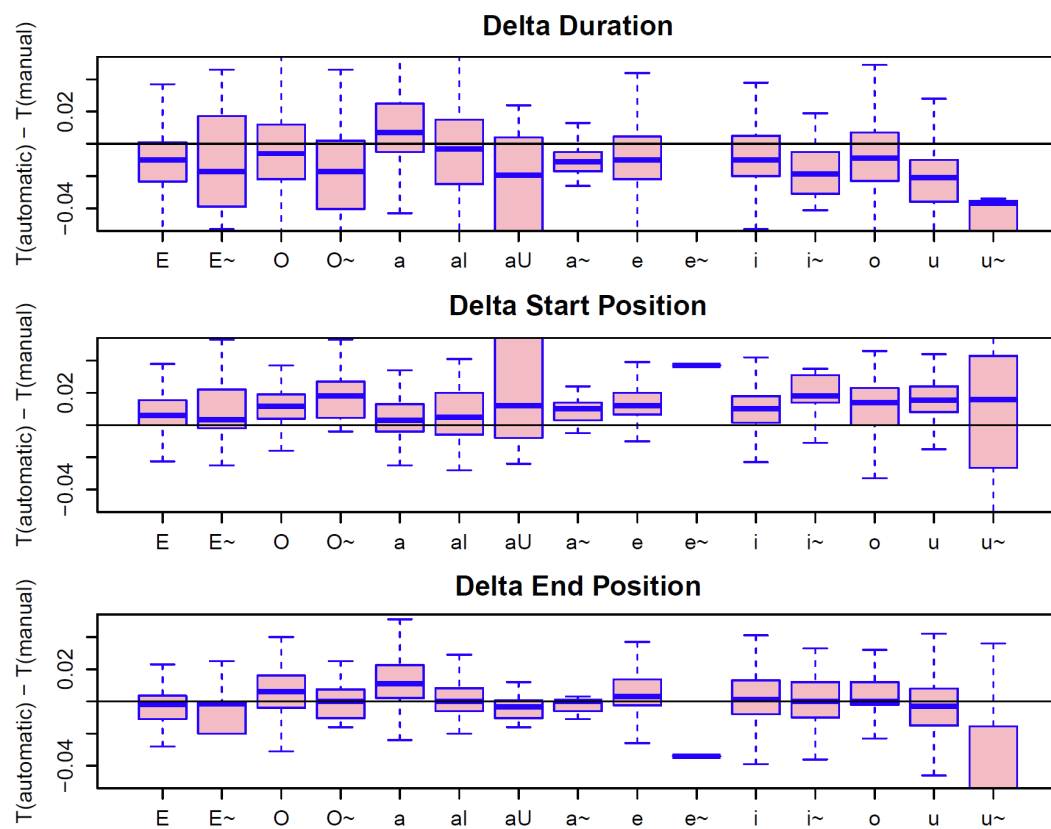 Delta Duration
T(automatic) − T(manual)
0.02
−0.04
E E~ O O~ a aI aU a~ e e~ i i~ o u u~
Delta Start Position
T(automatic) − T(manual)
0.02
−0.04
E E~ O O~ a aI aU a~ e e~ i i~ o u u~
Delta End Position
T(automatic) − T(manual)
0.02
−0.04
E E~ O O~ a aI aU a~ e e~ i i~ o u u~